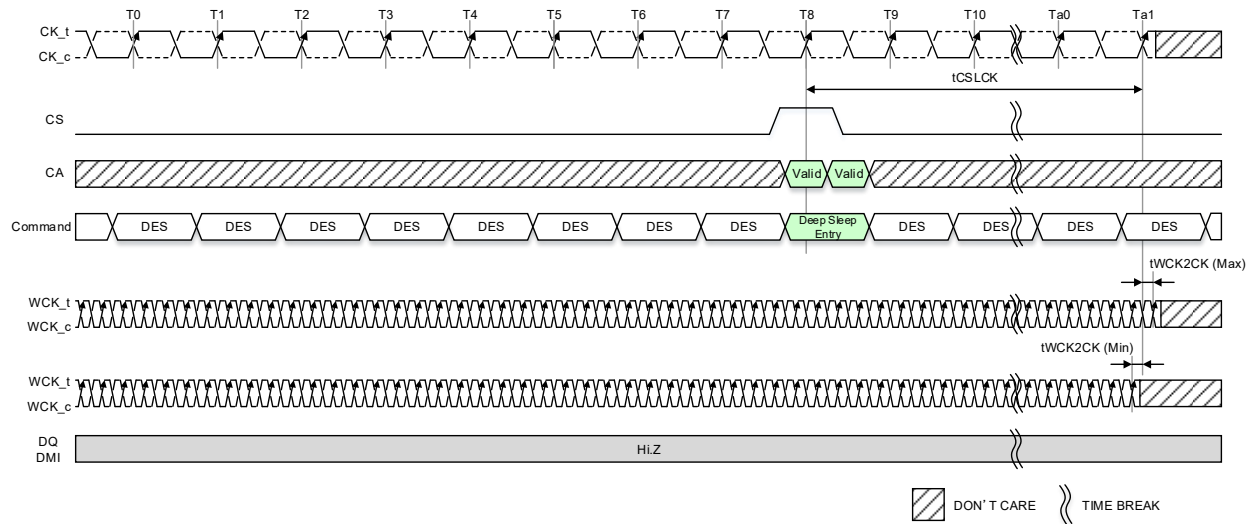 T0 T1 T2 T3 T4 T5 T6 T7 T8 T9 T10 Ta0 Ta1
CK_t
CK_c
tCSLCK
CS
CA Valid Valid
Command DES DES DES DES DES DES DES DES Deep Sleep Entry DES DES DES DES
tWCK2CK (Max)
WCK_t
WCK_c
tWCK2CK (Min)
WCK_t
WCK_c
DQ
DMI
Hi.Z
DON'T CARE TIME BREAK